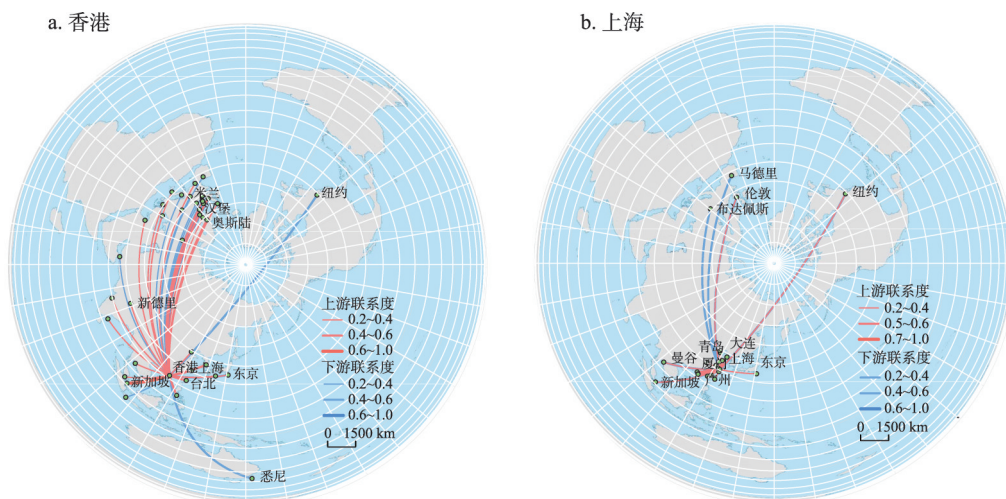 a. 香港
纽约
米兰
汉堡
奥斯陆
新德里
香港
上海
东京
台北
新加坡
悉尼
上游联系度
0.2~0.4
0.4~0.6
0.6~1.0
下游联系度
0.2~0.4
0.4~0.6
0.6~1.0
0 1500 km
b. 上海
马德里
伦敦
纽约
布达佩斯
青岛
大连
上海
曼谷
厦门
东京
新加坡
广州
上游联系度
0.2~0.4
0.5~0.6
0.7~1.0
下游联系度
0.2~0.4
0.4~0.6
0.6~1.0
0 1500 km